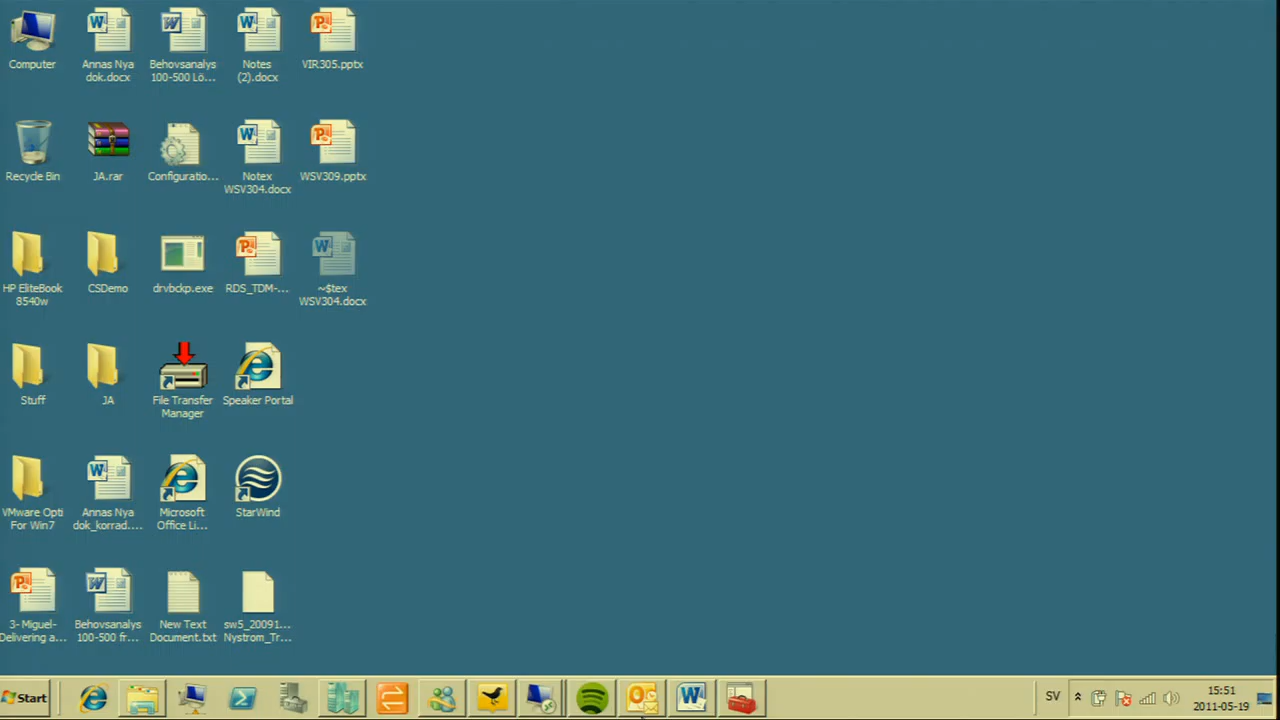 Computer
Annas Nya
dok.docx
Behovsanalys
100-500 Lö...
Notes
(2).docx
VIR305.pptx
Recycle Bin
JA.rar
Configuratio...
Notex
WSV304.docx
WSV309.pptx
HP EliteBook
8540w
CSDemo
drvbckp.exe
RDS_TDM-...
~$tex
WSV304.docx
Stuff
JA
File Transfer
Manager
Speaker Portal
VMware Opti
For Win7
Annas Nya
dok_korrad....
Microsoft
Office Li...
StarWind
3- Miguel-
Delivering a...
Behovsanalys
100-500 fr...
New Text
Document.txt
sw5_20091...
Nystrom_Tr...
Start
SV
15:51
2011-05-19